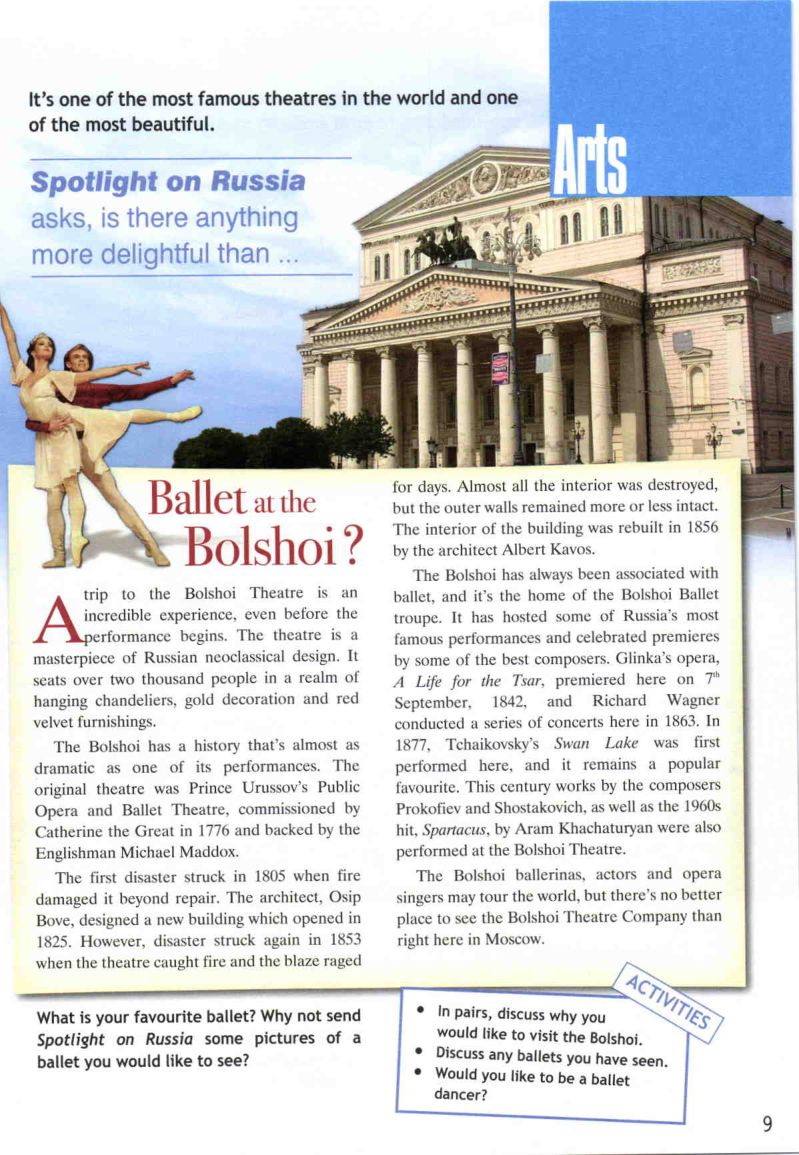 It's one of the most famous theatres in the world and one
of the most beautiful.
Arts
Spotlight on Russia
asks, is there anything
more delightful than ...
Ballet at the
Bolshoi?
A trip to the Bolshoi Theatre is an
incredible experience, even before the
performance begins. The theatre is a
masterpiece of Russian neoclassical design. It
seats over two thousand people in a realm of
hanging chandeliers, gold decoration and red
velvet furnishings.
The Bolshoi has a history that's almost as
dramatic as one of its performances. The
original theatre was Prince Urussov's Public
Opera and Ballet Theatre, commissioned by
Catherine the Great in 1776 and backed by the
Englishman Michael Maddox.
The first disaster struck in 1805 when fire
damaged it beyond repair. The architect, Osip
Bove, designed a new building which opened in
1825. However, disaster struck again in 1853
when the theatre caught fire and the blaze raged
for days. Almost all the interior was destroyed,
but the outer walls remained more or less intact.
The interior of the building was rebuilt in 1856
by the architect Albert Kavos.
The Bolshoi has always been associated with
ballet, and it's the home of the Bolshoi Ballet
troupe. It has hosted some of Russia's most
famous performances and celebrated premieres
by some of the best composers. Glinka's opera,
A Life for the Tsar, premiered here on 7th
September, 1842, and Richard Wagner
conducted a series of concerts here in 1863. In
1877, Tchaikovsky's Swan Lake was first
performed here, and it remains a popular
favourite. This century works by the composers
Prokofiev and Shostakovich, as well as the 1960s
hit, Spartacus, by Aram Khachaturyan were also
performed at the Bolshoi Theatre.
The Bolshoi ballerinas, actors and opera
singers may tour the world, but there's no better
place to see the Bolshoi Theatre Company than
right here in Moscow.
What is your favourite ballet? Why not send
Spotlight on Russia some pictures of a
ballet you would like to see?
ACTIVITIES
• In pairs, discuss why you
would like to visit the Bolshoi.
• Discuss any ballets you have seen.
• Would you like to be a ballet
dancer?
9